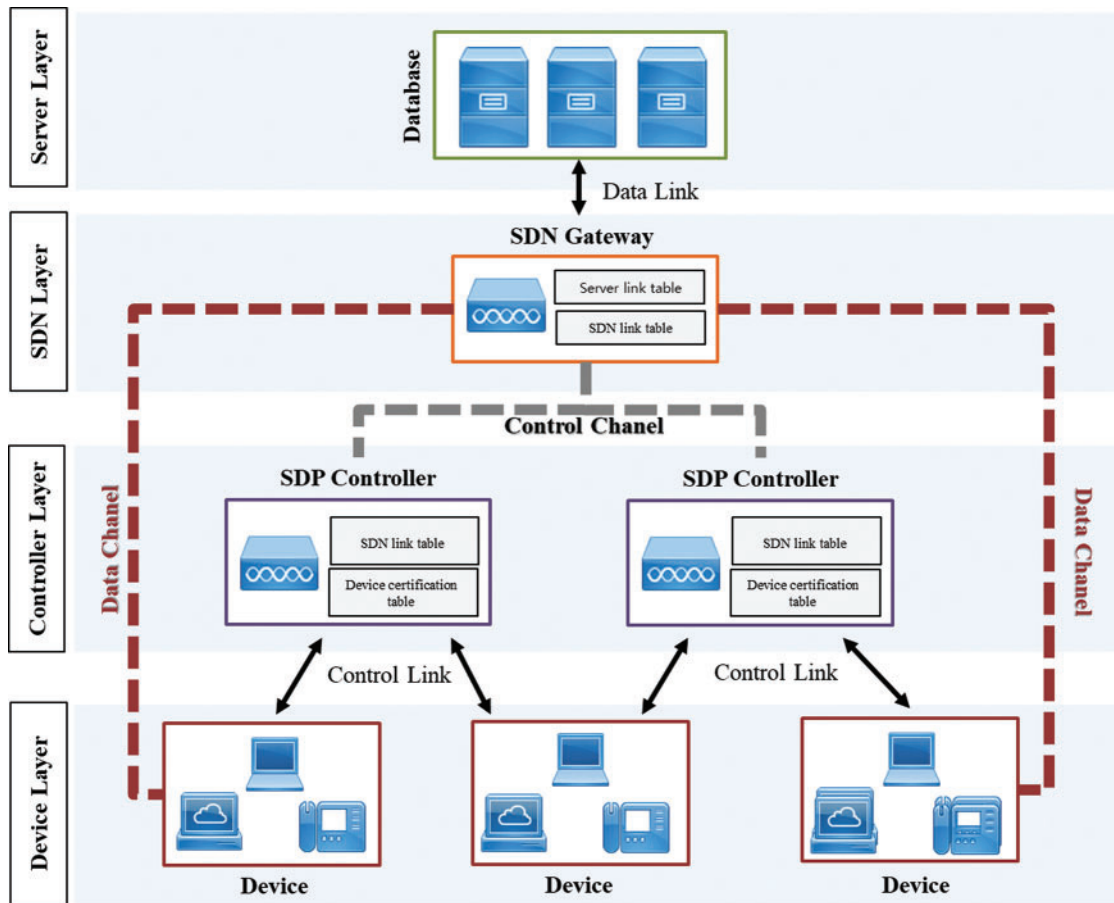 Server Layer
Database
Data Link
SDN Layer
SDN Gateway
Server link table
SDN link table
Control Chanel
Controller Layer
Data Chanel
SDP Controller
SDN link table
Device certification
table
SDP Controller
SDN link table
Device certification
table
Data Chanel
Control Link
Control Link
Device Layer
Device
Device
Device